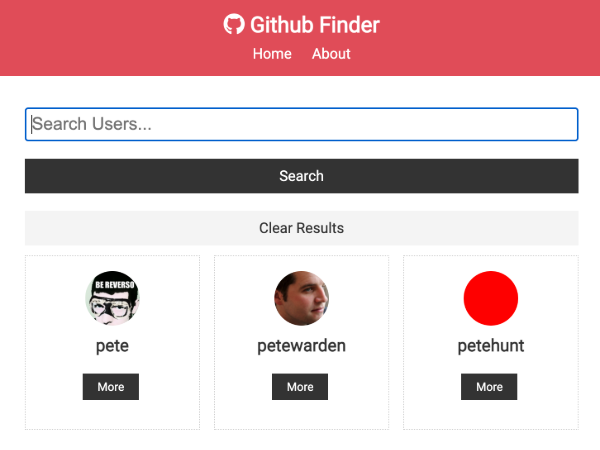 Github Finder
Home About
Search Users...
Search
Clear Results
BE REVERSO
pete petewarden petehunt
More More More